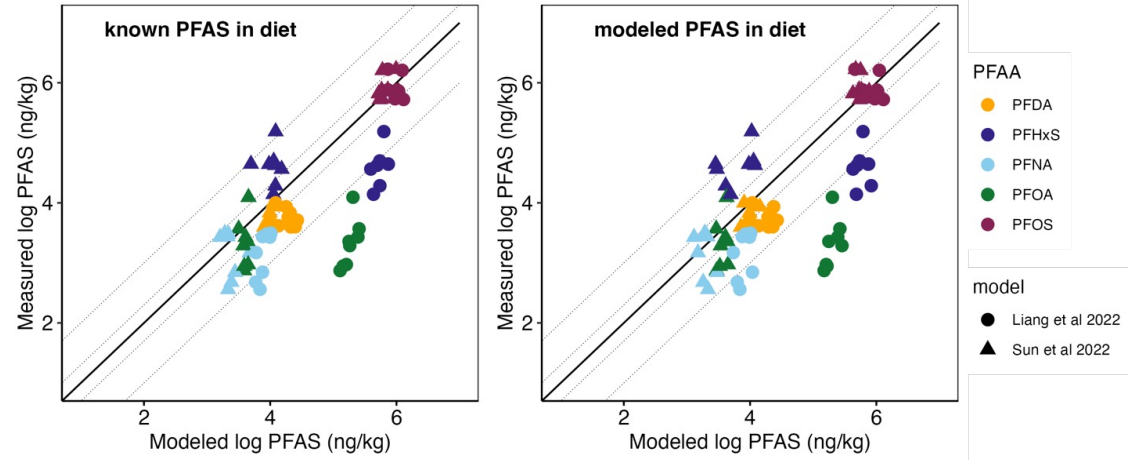 known PFAS in diet
Measured log PFAS (ng/kg)
6
4
2
2 4 6
Modeled log PFAS (ng/kg)
modeled PFAS in diet
Measured log PFAS (ng/kg)
6
4
2
2 4 6
Modeled log PFAS (ng/kg)
PFAA
PFDA
PFHxS
PFNA
PFOA
PFOS
model
Liang et al 2022
Sun et al 2022